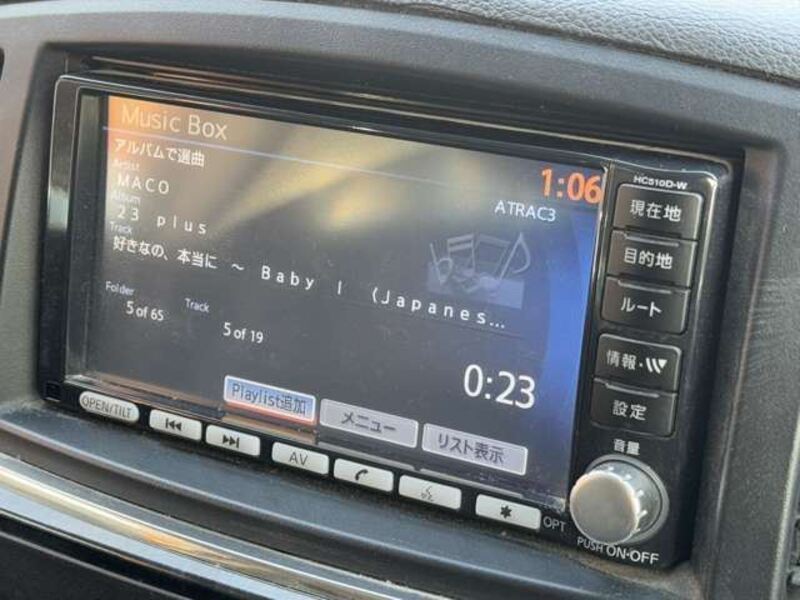 Music Box
アルバムで選曲
1:06
Artist
MACO
ATRAC3
Album
23 plus
Track
好きなの、本当に ～ Baby I (Japanes...
Folder
5 of 65
Track
5 of 19
0:23
Playlist追加
メニュー
リスト表示
HC510D-W
現在地
目的地
ルート
情報・VV
設定
音量
PUSH ON·OFF
OPEN/TILT
AV
OPT